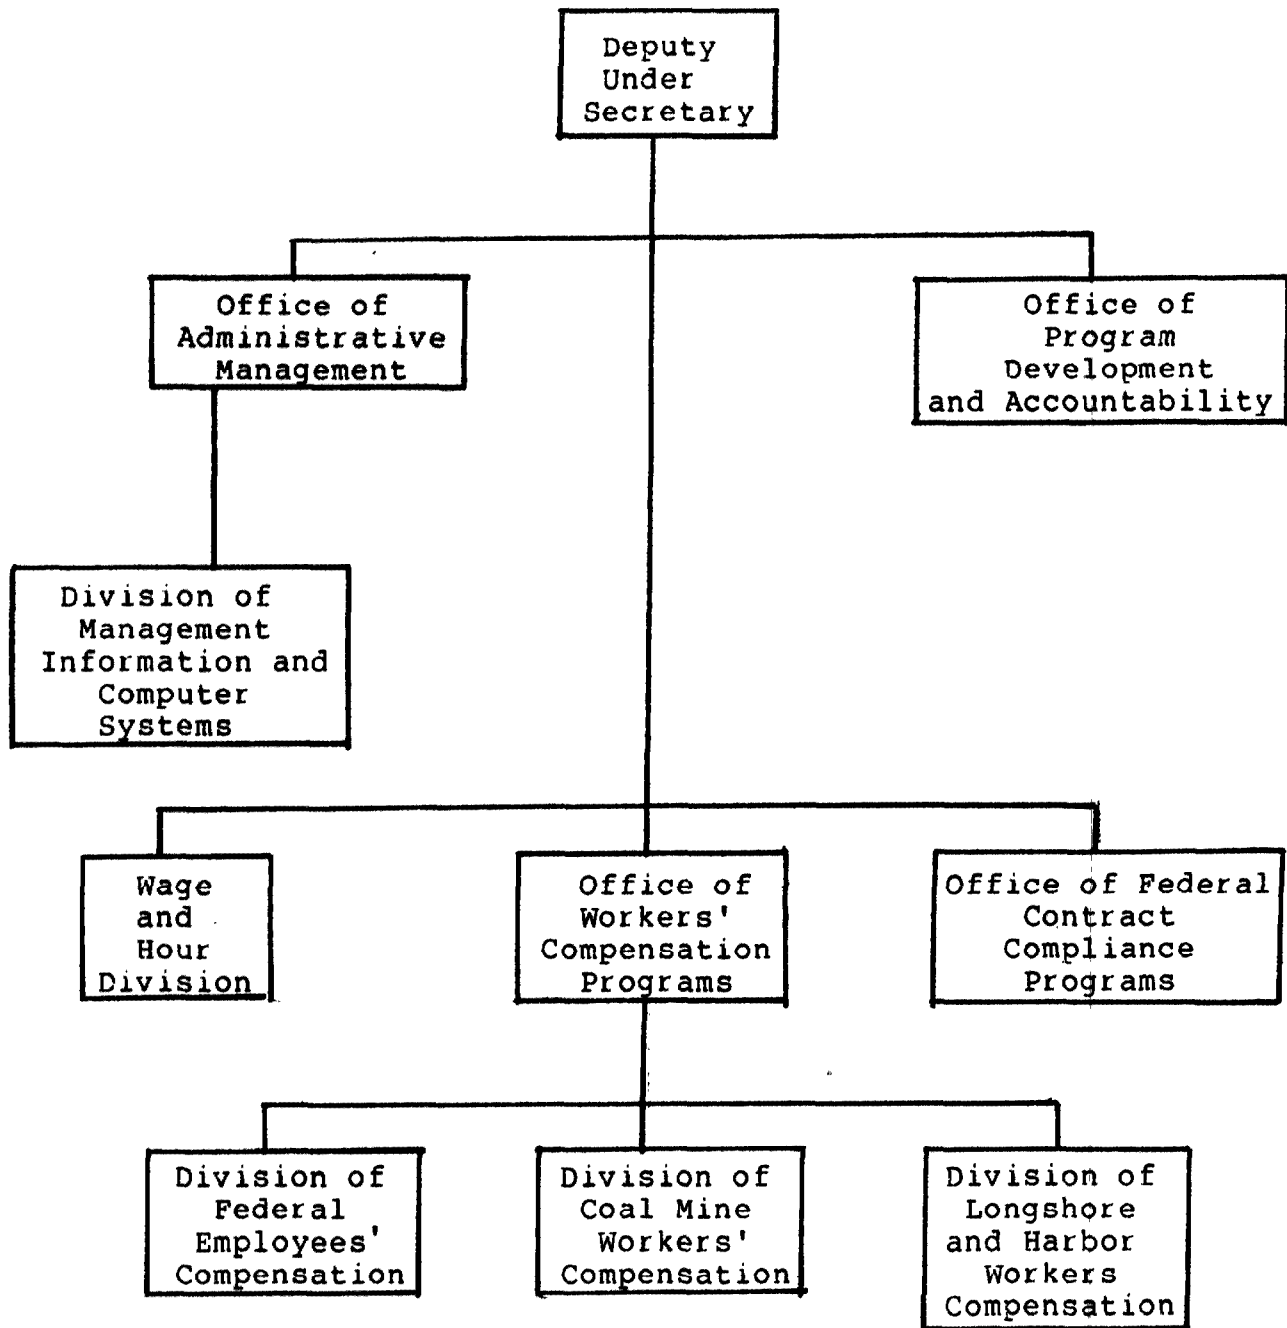 Deputy
Under
Secretary
Office of
Administrative
Management
Office of
Program
Development
and Accountability
Division of
Management
Information and
Computer
Systems
Wage
and
Hour
Division
Office of
Workers'
Compensation
Programs
Office of Federal
Contract
Compliance
Programs
Division of
Federal
Employees'
Compensation
Division of
Coal Mine
Workers'
Compensation
Division of
Longshore
and Harbor
Workers
Compensation